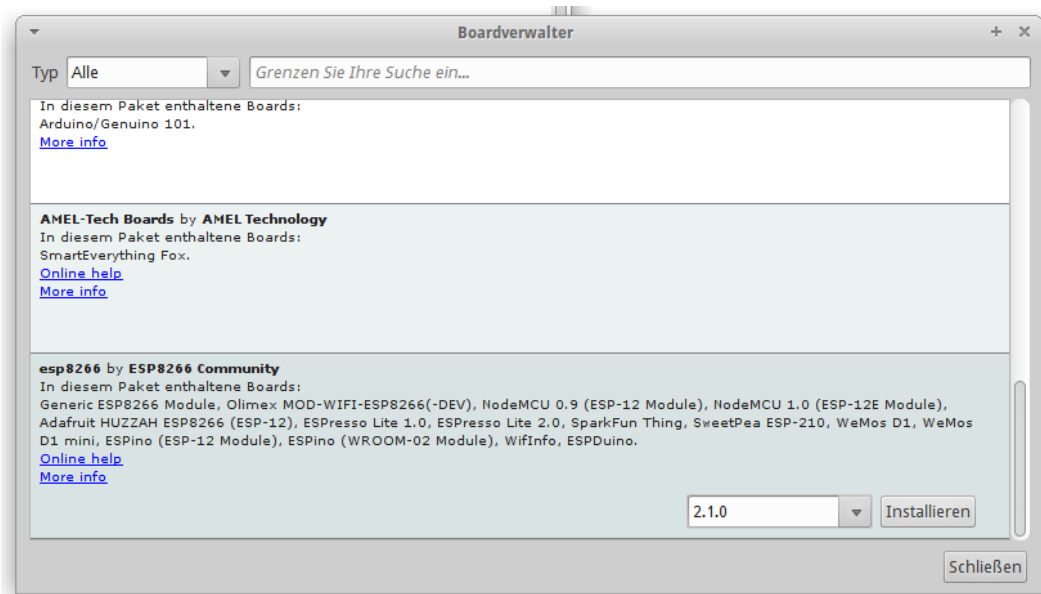 Boardverwalter
Typ Alle Grenzen Sie Ihre Suche ein...
In diesem Paket enthaltene Boards:
Arduino/Genuino 101.
More info
AMEL-Tech Boards by AMEL Technology
In diesem Paket enthaltene Boards:
SmartEverything Fox.
Online help
More info
esp8266 by ESP8266 Community
In diesem Paket enthaltene Boards:
Generic ESP8266 Module, Olimex MOD-WIFI-ESP8266(-DEV), NodeMCU 0.9 (ESP-12 Module), NodeMCU 1.0 (ESP-12E Module),
Adafruit HUZZAH ESP8266 (ESP-12), ESPresso Lite 1.0, ESPresso Lite 2.0, SparkFun Thing, SweetPea ESP-210, WeMos D1, WeMos
D1 mini, ESPino (ESP-12 Module), ESPino (WROOM-02 Module), WifInfo, ESPDuino.
Online help
More info
2.1.0 Installieren
Schließen